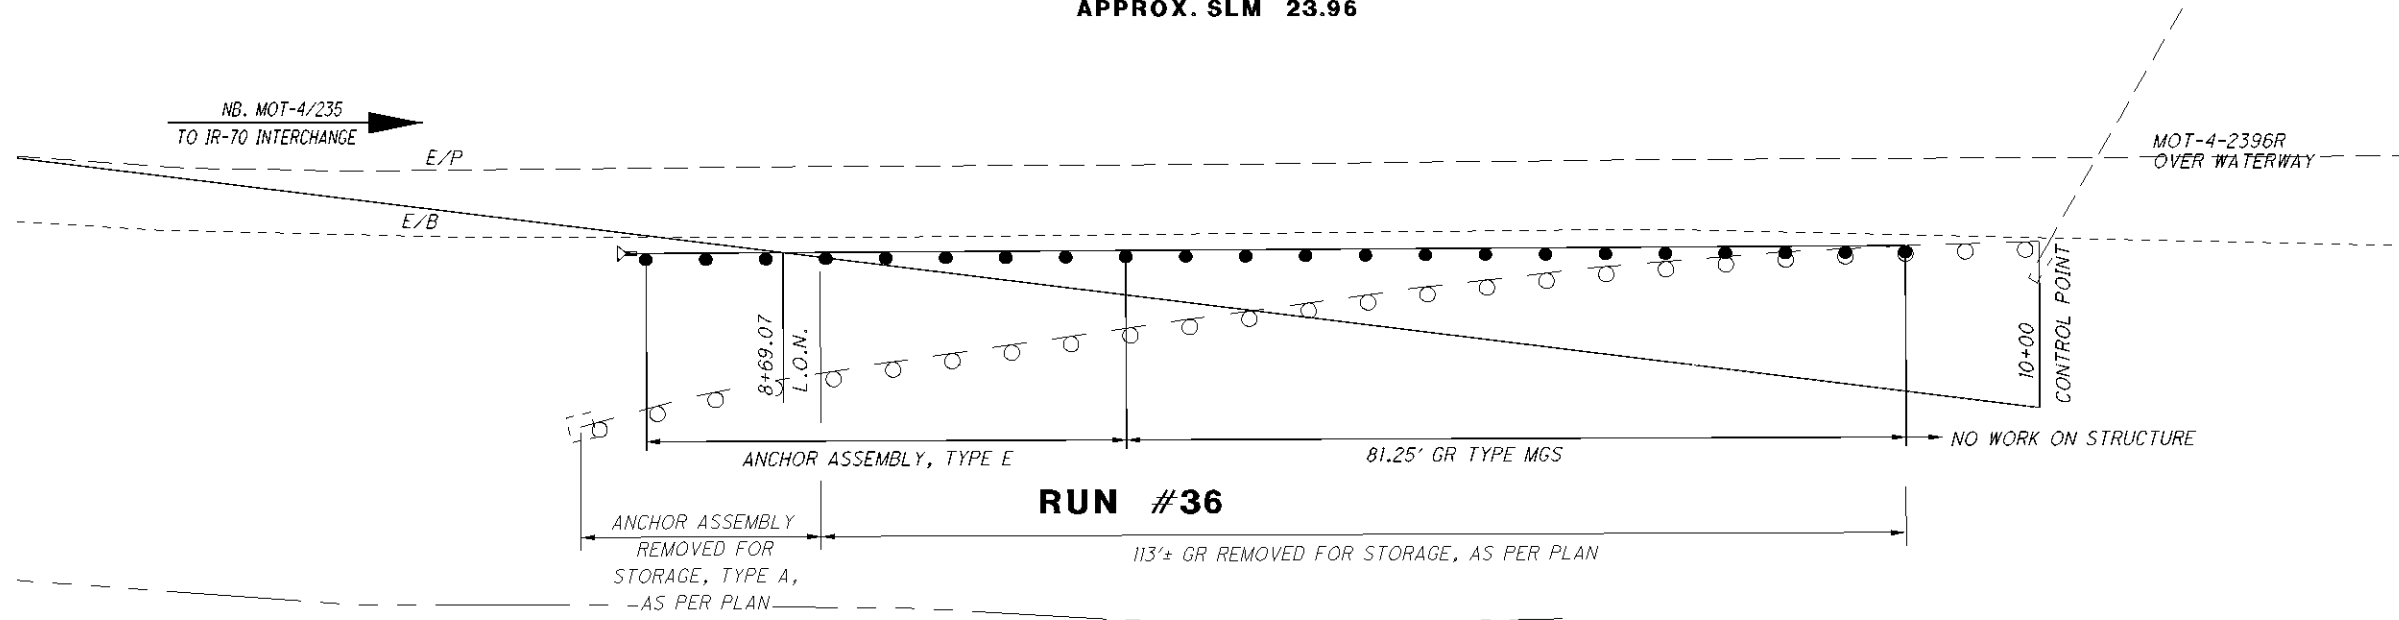 APPROX. SLM 23.96
NB. MOT-4/235
TO IR-70 INTERCHANGE
E/P
E/B
MOT-4-2396R
OVER WATERWAY
8+69.07
L.O.N.
10+00
CONTROL POINT
ANCHOR ASSEMBLY, TYPE E
81.25' GR TYPE MGS
NO WORK ON STRUCTURE
RUN #36
ANCHOR ASSEMBLY
REMOVED FOR
STORAGE, TYPE A,
AS PER PLAN
113'± GR REMOVED FOR STORAGE, AS PER PLAN